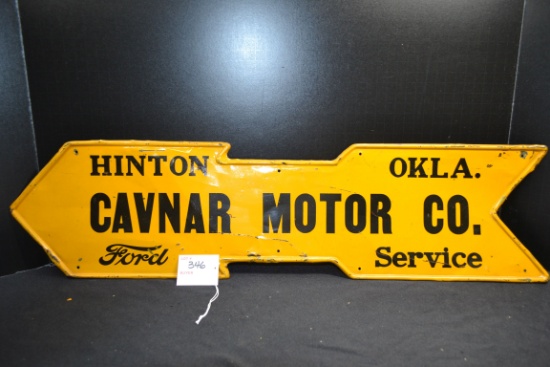 HINTON OKLA.
CAVNAR MOTOR CO.
Ford Service
346